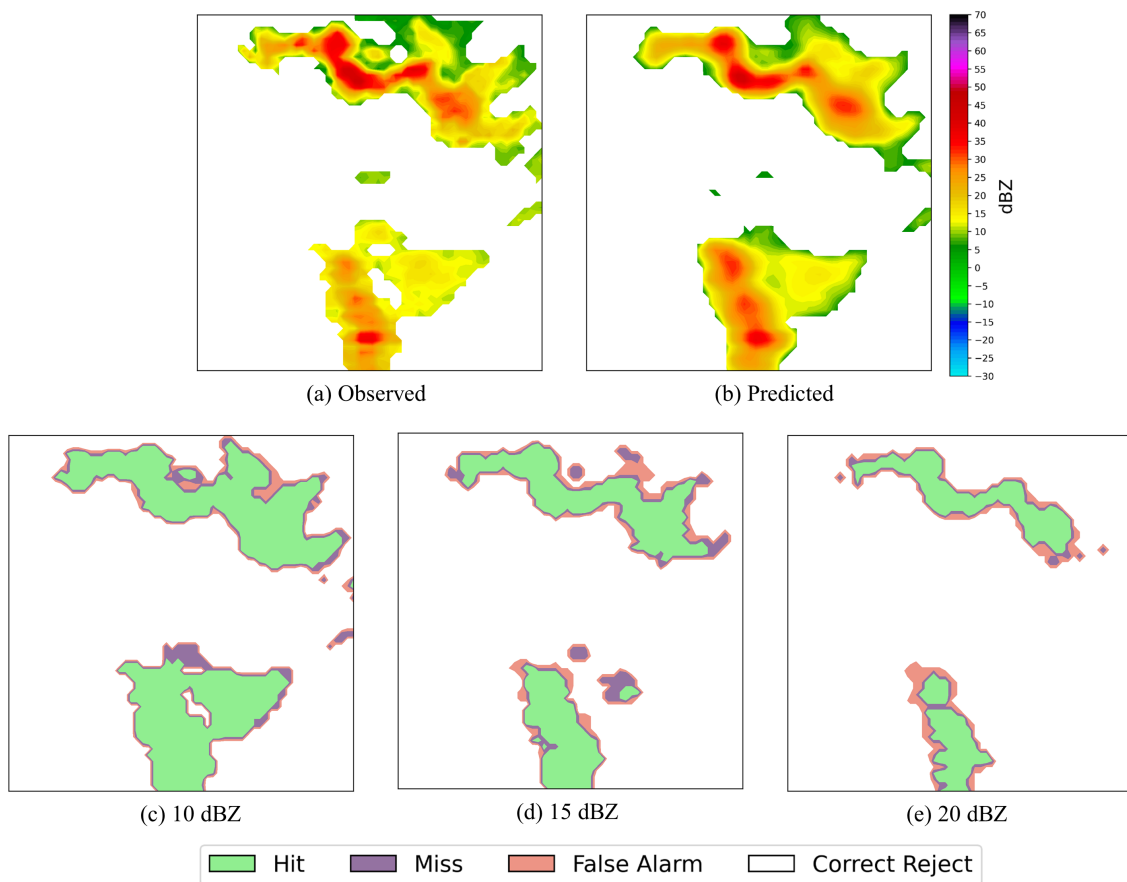 70
65
60
55
50
45
40
35
30
25
20
15
10
5
0
−5
−10
−15
−20
−25
−30
dBZ
(a) Observed
(b) Predicted
(c) 10 dBZ
(d) 15 dBZ
(e) 20 dBZ
Hit
Miss
False Alarm
Correct Reject